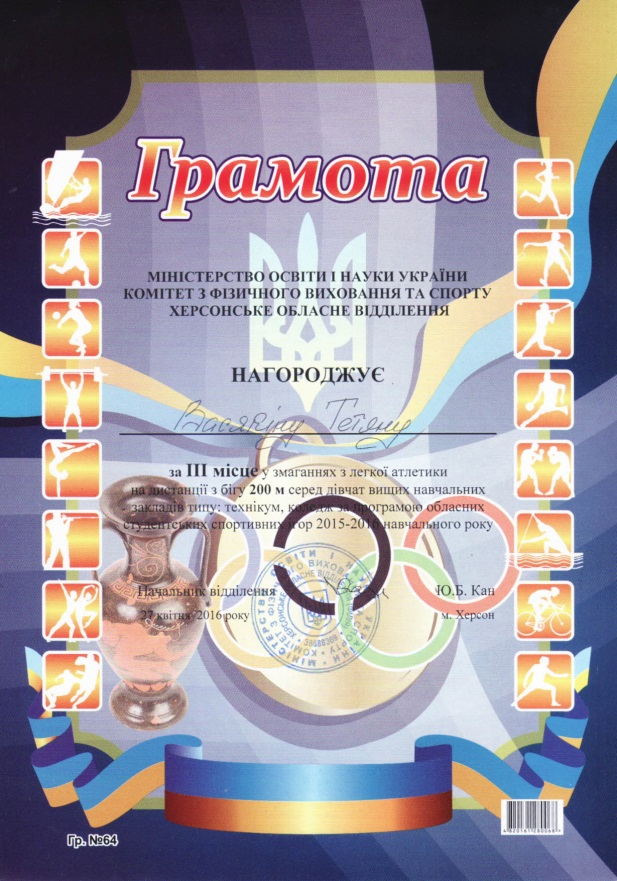 Грамота
МІНІСТЕРСТВО ОСВІТИ І НАУКИ УКРАЇНИ
КОМІТЕТ З ФІЗИЧНОГО ВИХОВАННЯ ТА СПОРТУ
ХЕРСОНСЬКЕ ОБЛАСНЕ ВІДДІЛЕННЯ
НАГОРОДЖУЄ
Васякіну Тетяну
за III місце у змаганнях з легкої атлетики
на дистанції з бігу 200 м серед дівчат вищих навчальних
закладів типу: технікум, коледж за програмою обласних
студентських спортивних ігор 2015-2016 навчального року
Начальник відділення Ю.Б. Кан
27 квітня 2016 року м. Херсон
Гр. №64